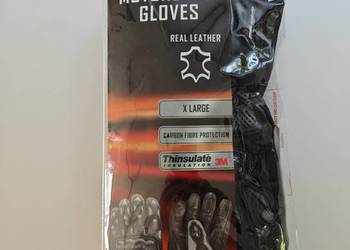 GLOVES
REAL LEATHER
X LARGE
CARBON FIBRE PROTECTION
Thinsulate 3M
INSULATION